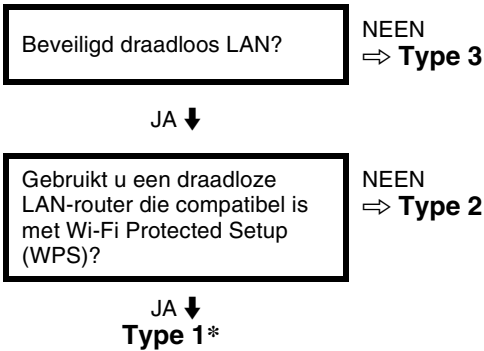 Beveiligd draadloos LAN?
NEEN
⇨ Type 3
JA ⬇
Gebruikt u een draadloze
LAN-router die compatibel is
met Wi-Fi Protected Setup
(WPS)?
NEEN
⇨ Type 2
JA ⬇
Type 1*